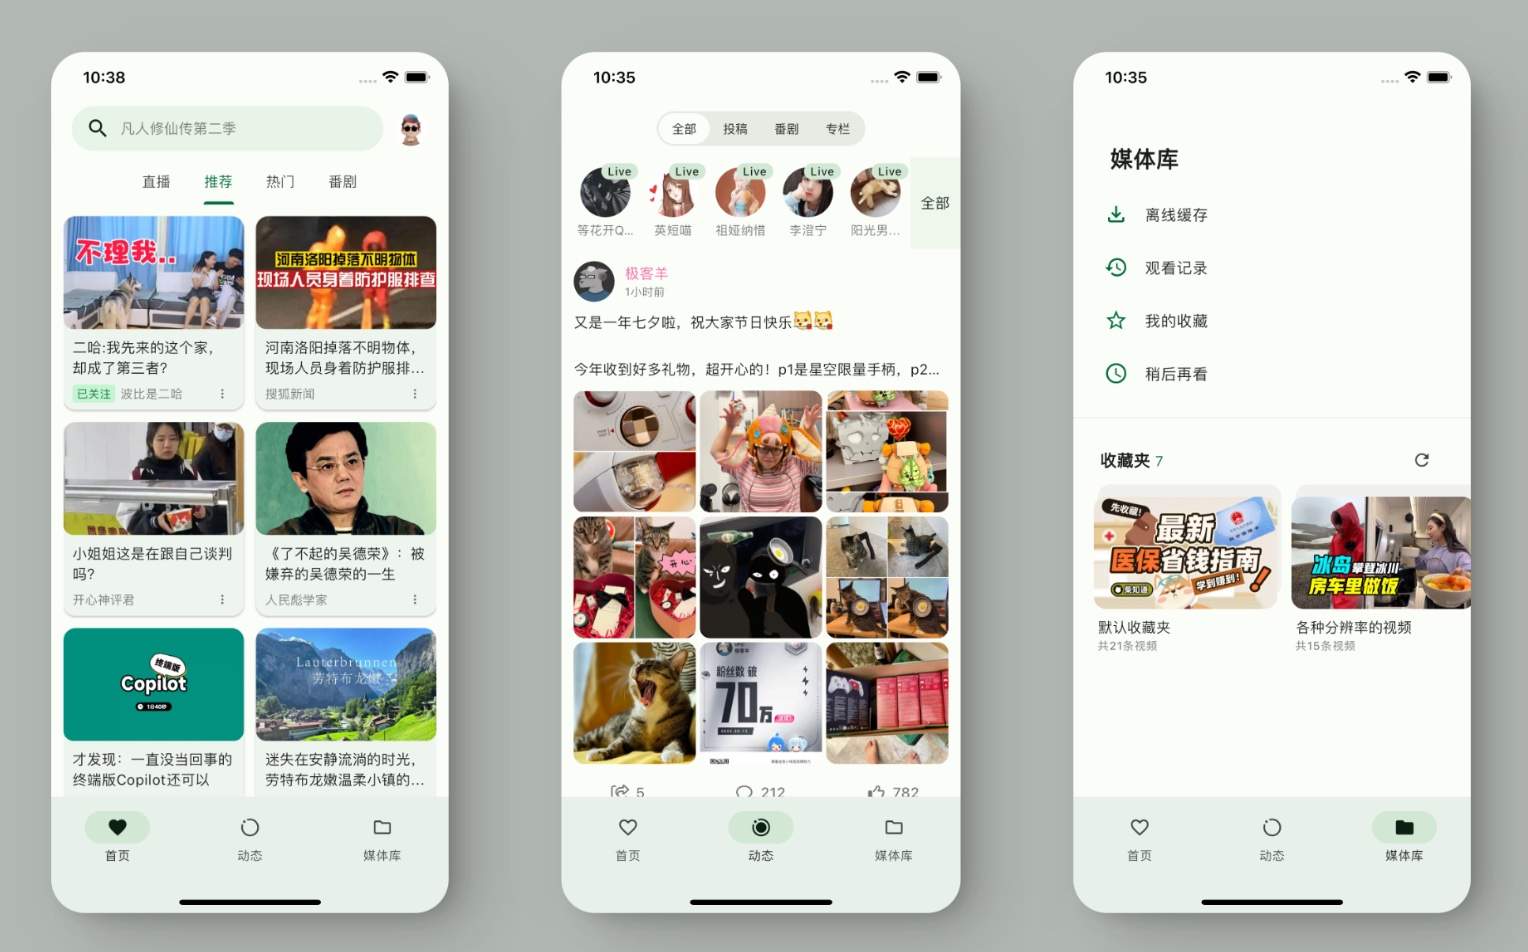 10:38
凡人修仙传第二季
直播
推荐
热门
番剧
不理我..
河南洛阳掉落不明物体
现场人员身着防护服排查
二哈:我先来的这个家，
却成了第三者?
已关注 波比是二哈
河南洛阳掉落不明物体，
现场人员身着防护服排...
搜狐新闻
小姐姐这是在跟自己谈判
吗?
开心神评君
《了不起的吴德荣》：被
嫌弃的吴德荣的一生
人民彪学家
终端版
Copilot
1分40秒
Lauterbrunnen
才发现：一直没当回事的
终端版Copilot还可以
迷失在安静流淌的时光，
劳特布龙嫩温柔小镇的...
首页
动态
媒体库
10:35
全部
投稿
番剧
专栏
Live
Live
Live
Live
Live
等花开Q...
英短喵
祖娅纳惜
李澄宁
阳光男...
全部
极客羊
1小时前
又是一年七夕啦，祝大家节日快乐
今年收到好多礼物，超开心的！p1是星空限量手柄，p2...
开心
极客羊
粉丝数 破
70万
5
212
782
首页
动态
媒体库
10:35
媒体库
离线缓存
观看记录
我的收藏
稍后再看
收藏夹 7
先收藏!
最新
医保省钱指南
柴知道
学到赚到!
冰岛攀登冰川
房车里做饭
默认收藏夹
共21条视频
各种分辨率的视频
共15条视频
首页
动态
媒体库